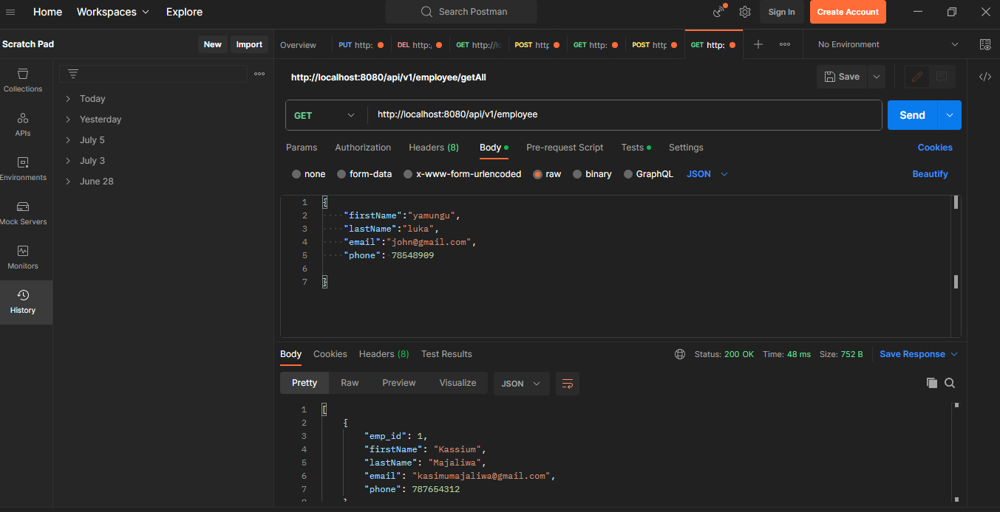 Home Workspaces Explore Search Postman Sign In Create Account
Scratch Pad New Import
Overview PUT http: DEL http: GET http://lo POST http GET http: POST http GET http: No Environment
http://localhost:8080/api/v1/employee/getAll Save
GET http://localhost:8080/api/v1/employee Send
Params Authorization Headers (8) Body Pre-request Script Tests Settings Cookies
none form-data x-www-form-urlencoded raw binary GraphQL JSON Beautify
Collections
APIs
Environments
Mock Servers
Monitors
History
Today
Yesterday
July 5
July 3
June 28
1 {
2 "firstName":"yamungu",
3 "lastName":"luka",
4 "email":"john@gmail.com",
5 "phone": 78548909
6
7 }
Body Cookies Headers (8) Test Results Status: 200 OK Time: 48 ms Size: 752 B Save Response
Pretty Raw Preview Visualize JSON
1 [
2 {
3 "emp_id": 1,
4 "firstName": "Kassium",
5 "lastName": "Majaliwa",
6 "email": "kasimumajaliwa@gmail.com",
7 "phone": 787654312